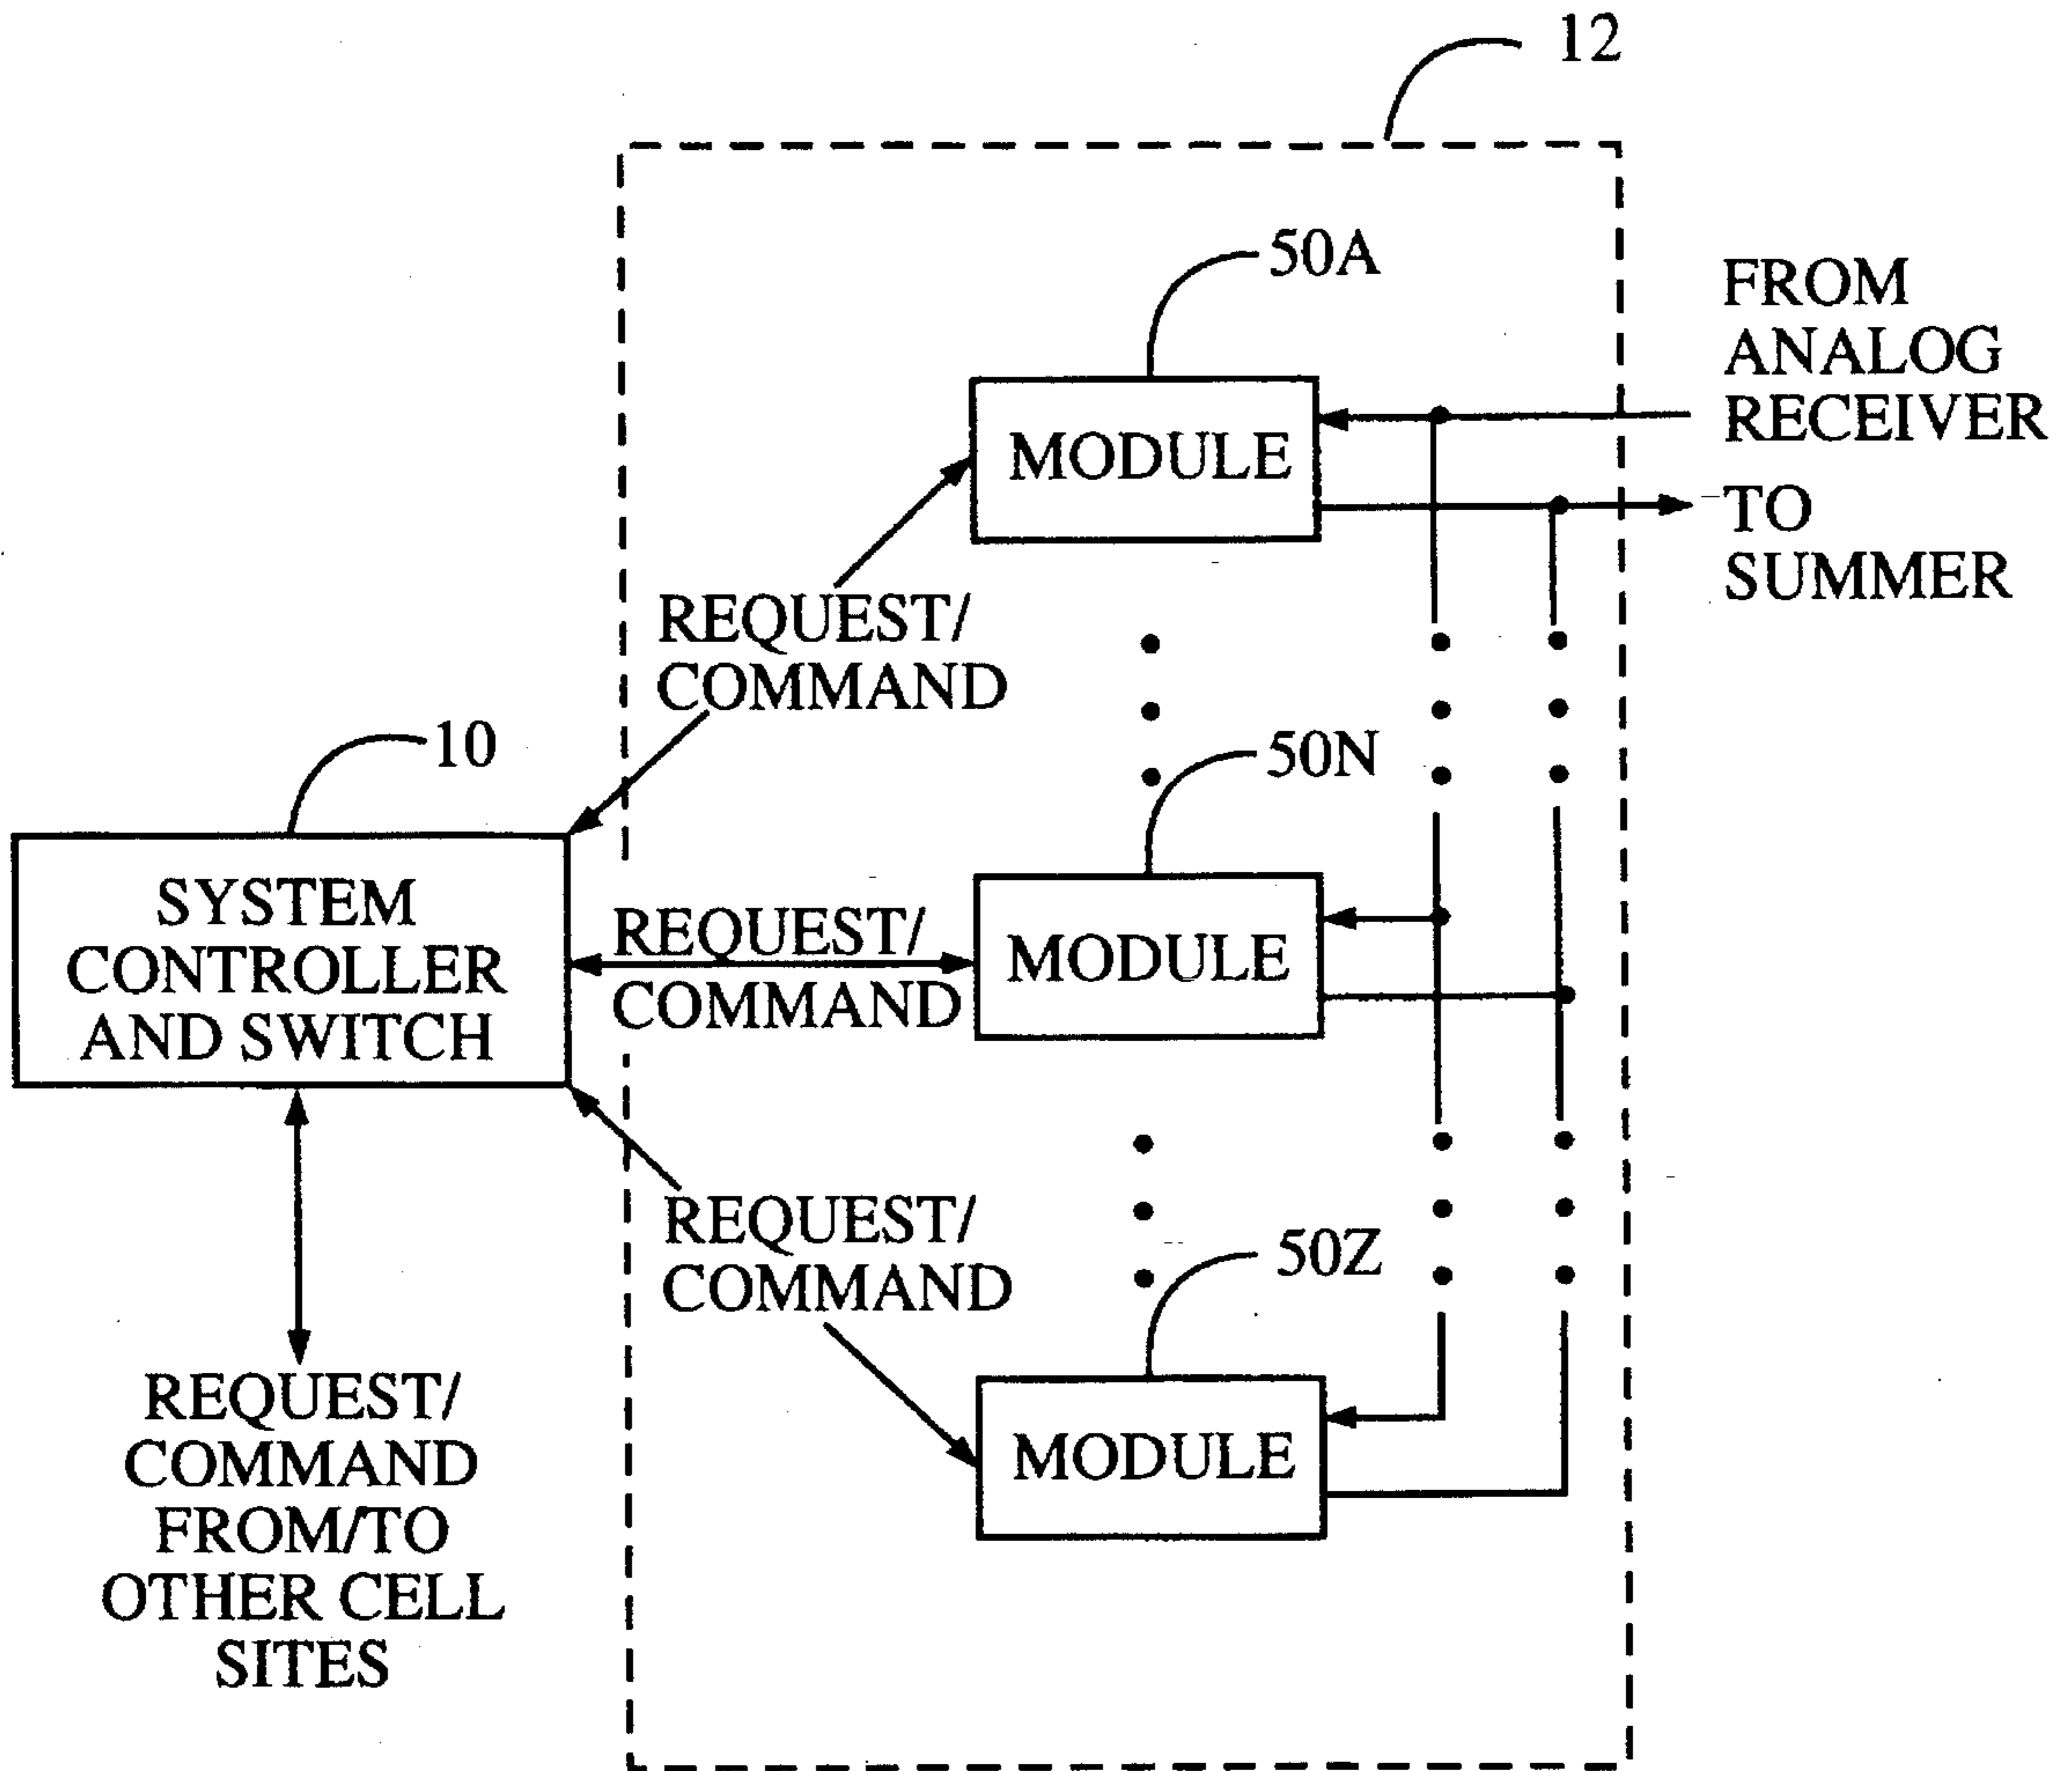 12
50A
FROM
ANALOG
RECEIVER
MODULE
TO
SUMMER
REQUEST/
COMMAND
10
50N
SYSTEM
CONTROLLER
AND SWITCH
REQUEST/
COMMAND
MODULE
REQUEST/
COMMAND
50Z
MODULE
REQUEST/
COMMAND
FROM/TO
OTHER CELL
SITES